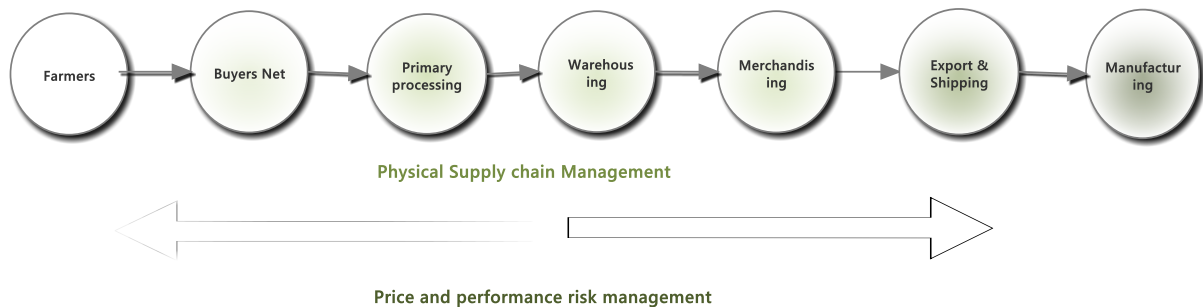 Farmers
Buyers Net
Primary
processing
Warehous
ing
Merchandis
ing
Export &
Shipping
Manufactur
ing
Physical Supply chain Management
Price and performance risk management